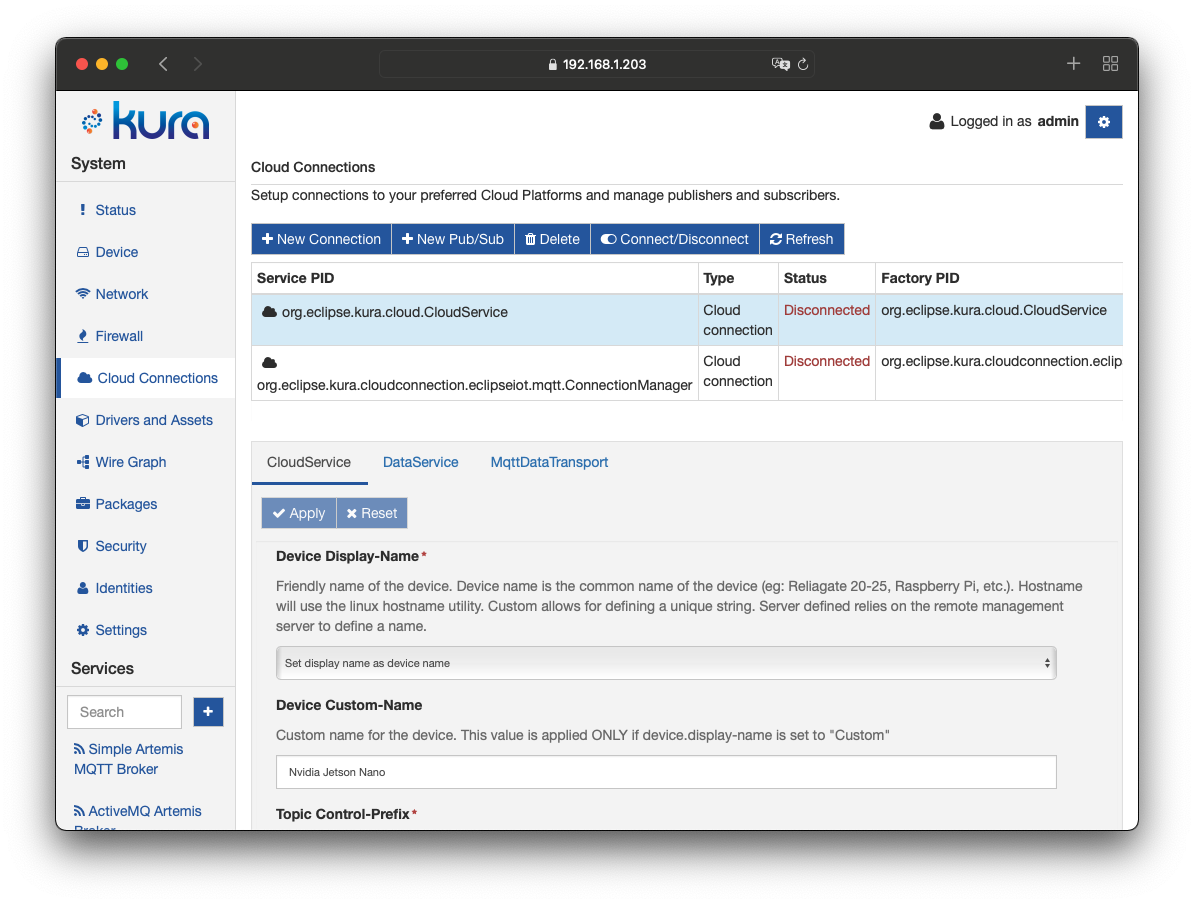 192.168.1.203
kura
Logged in as admin
System
Status
Device
Network
Firewall
Cloud Connections
Drivers and Assets
Wire Graph
Packages
Security
Identities
Settings
Services
Search
Simple Artemis
MQTT Broker
ActiveMQ Artemis
Broker
Cloud Connections
Setup connections to your preferred Cloud Platforms and manage publishers and subscribers.
New Connection New Pub/Sub Delete Connect/Disconnect Refresh
Service PID Type Status Factory PID
org.eclipse.kura.cloud.CloudService Cloud connection Disconnected org.eclipse.kura.cloud.CloudService
org.eclipse.kura.cloudconnection.eclipseiot.mqtt.ConnectionManager Cloud connection Disconnected org.eclipse.kura.cloudconnection.eclip
CloudService DataService MqttDataTransport
Apply Reset
Device Display-Name*
Friendly name of the device. Device name is the common name of the device (eg: Reliagate 20-25, Raspberry Pi, etc.). Hostname
will use the linux hostname utility. Custom allows for defining a unique string. Server defined relies on the remote management
server to define a name.
Set display name as device name
Device Custom-Name
Custom name for the device. This value is applied ONLY if device.display-name is set to "Custom"
Nvidia Jetson Nano
Topic Control-Prefix*